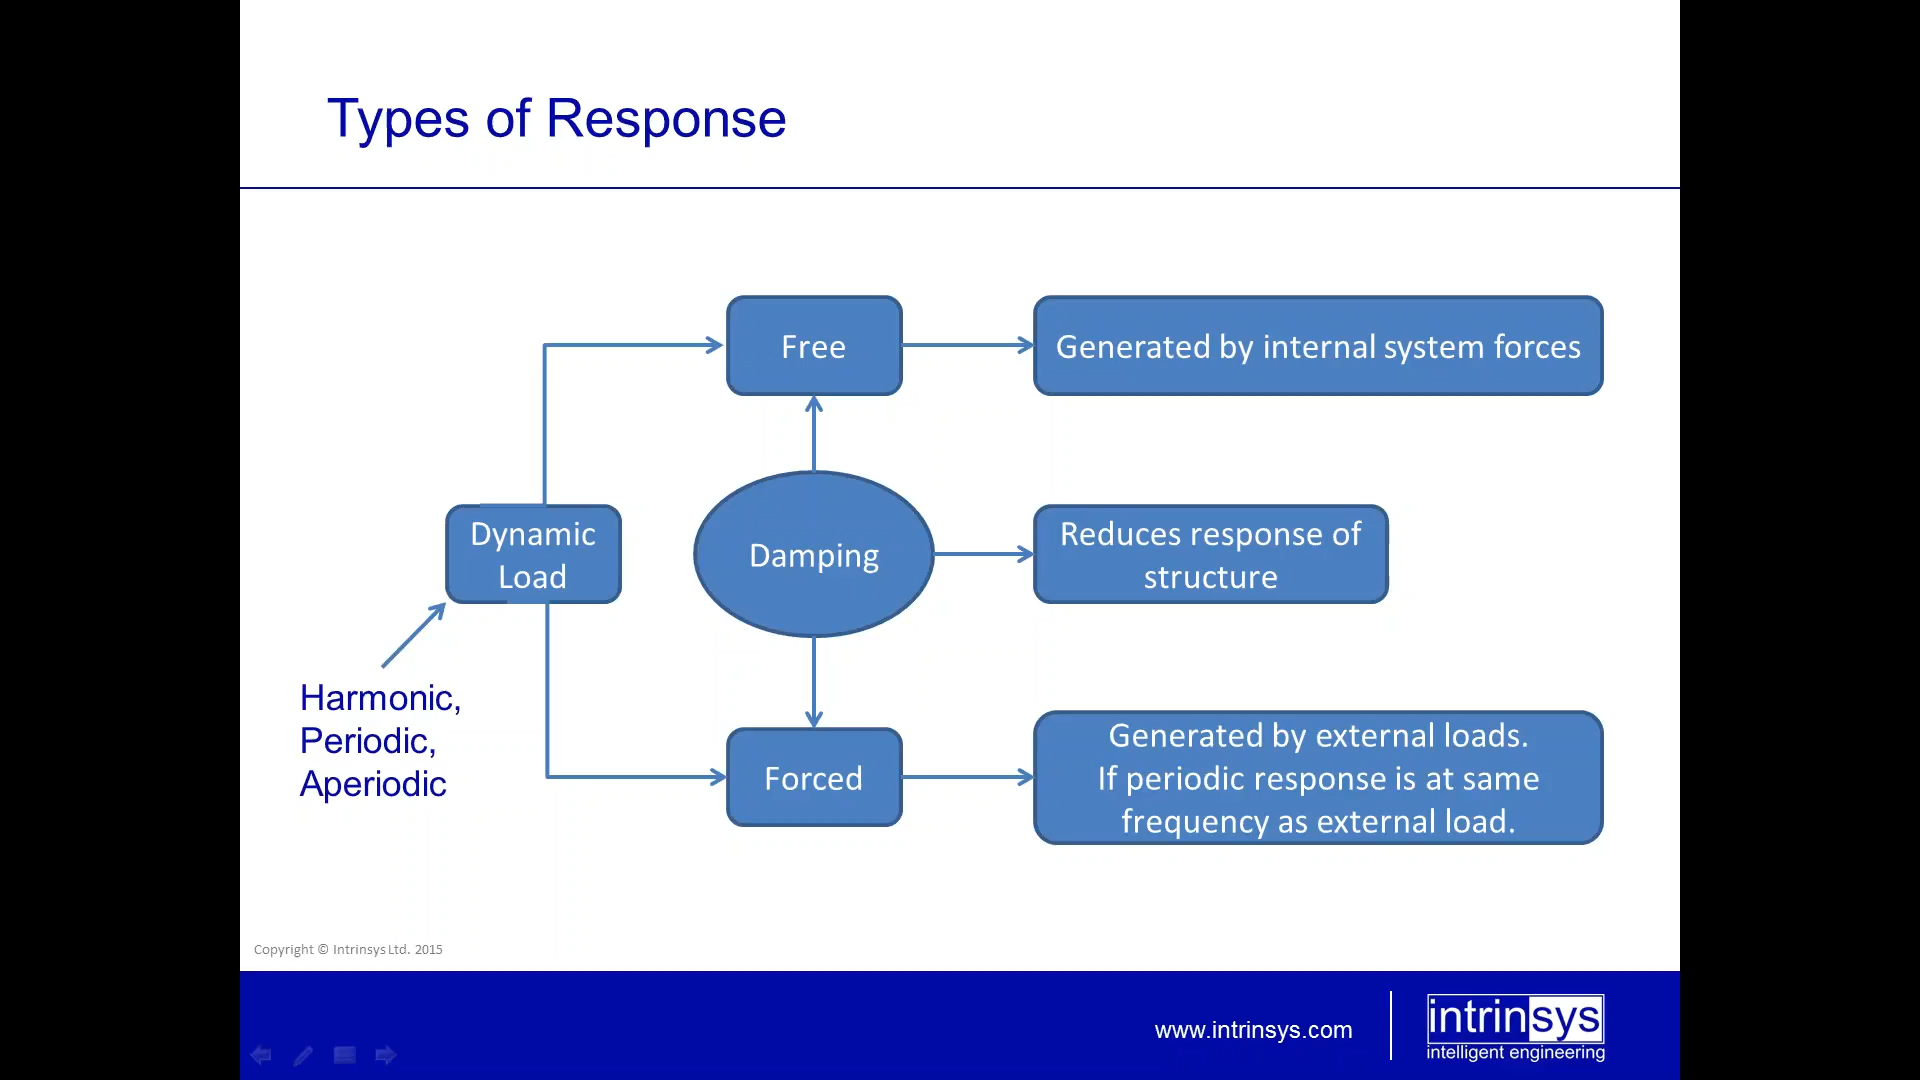 Types of Response
Free
Generated by internal system forces
Dynamic
Load
Damping
Reduces response of
structure
Harmonic,
Periodic,
Aperiodic
Forced
Generated by external loads.
If periodic response is at same
frequency as external load.
Copyright © Intrinsys Ltd. 2015
www.intrinsys.com
intrinsys
intelligent engineering